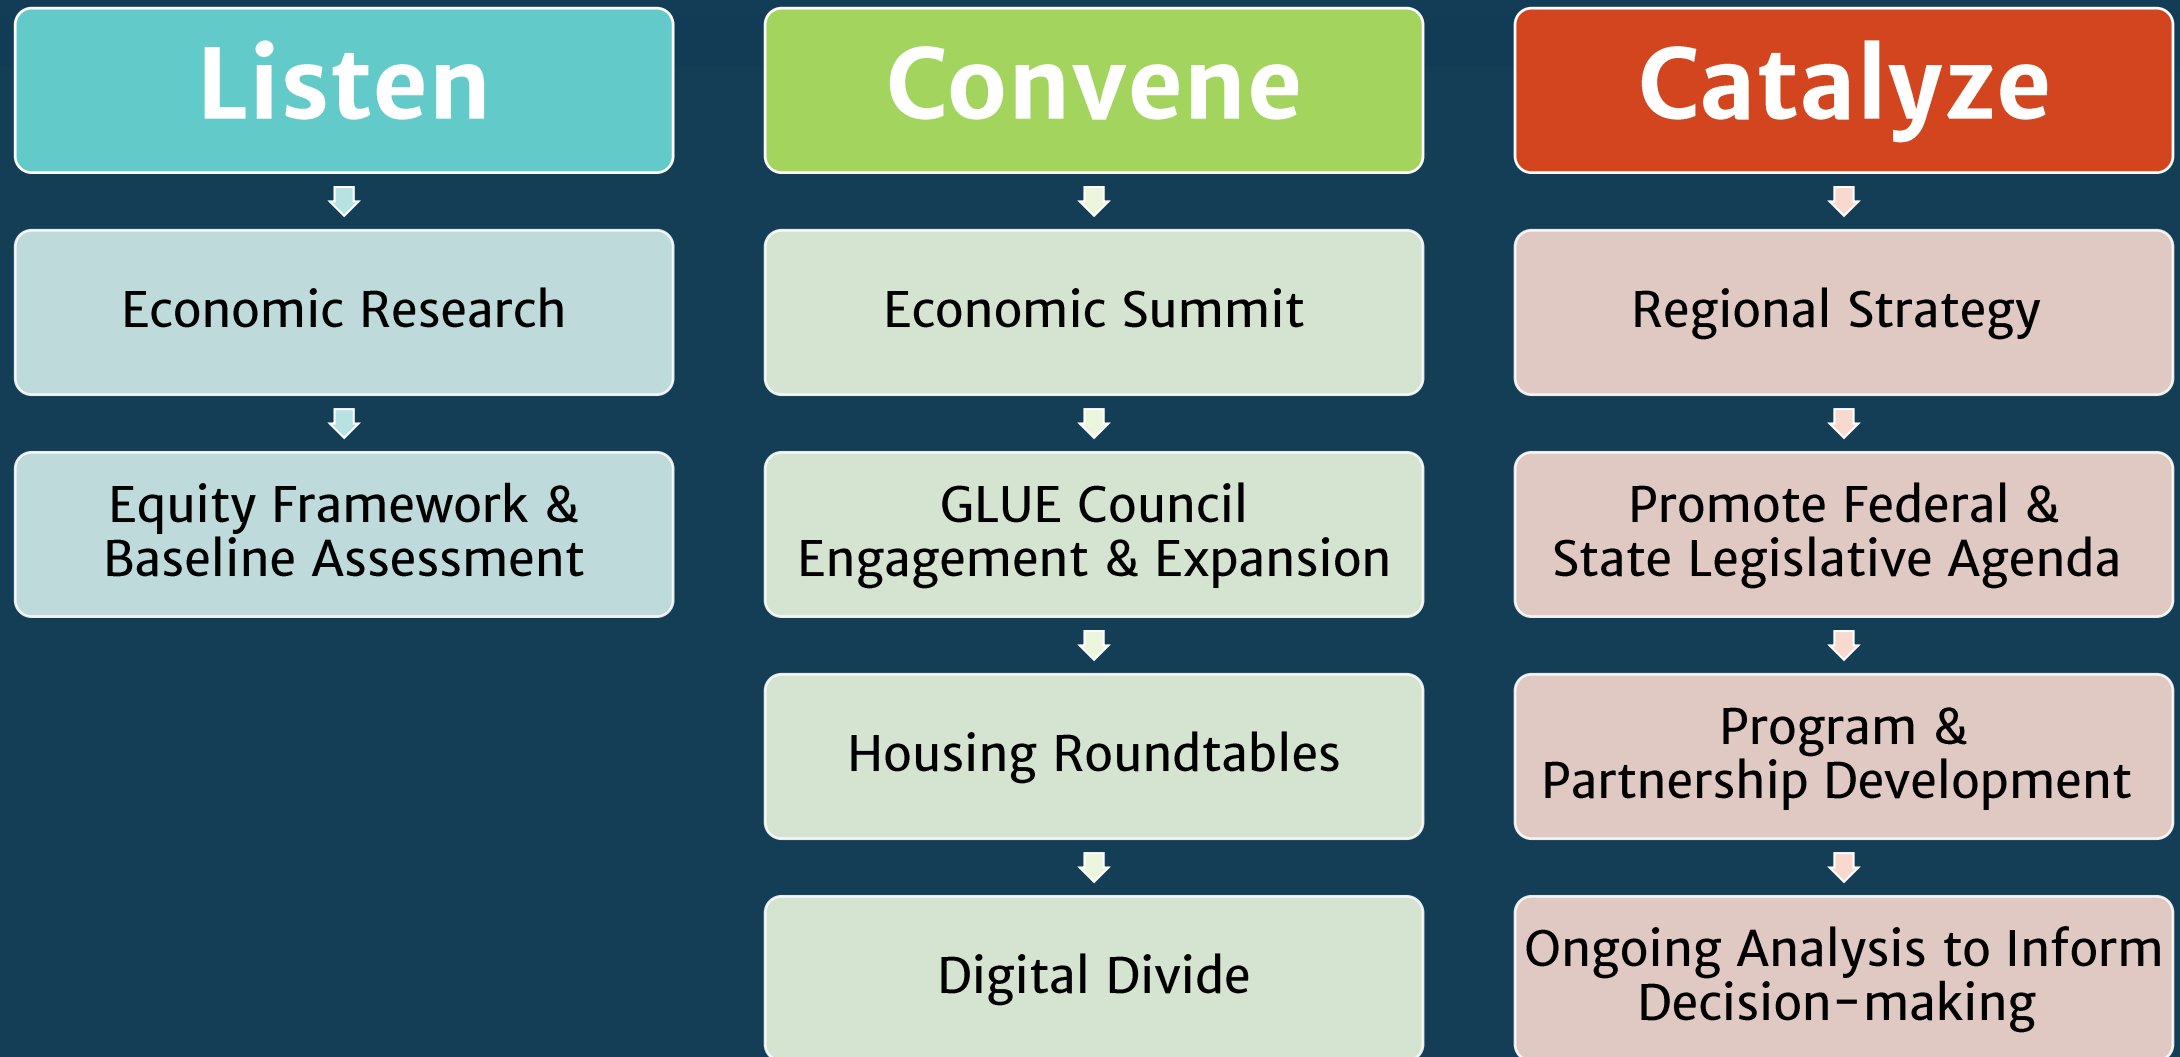 Listen
Economic Research
Equity Framework &
Baseline Assessment
Convene
Economic Summit
GLUE Council
Engagement & Expansion
Housing Roundtables
Digital Divide
Catalyze
Regional Strategy
Promote Federal &
State Legislative Agenda
Program &
Partnership Development
Ongoing Analysis to Inform
Decision-making